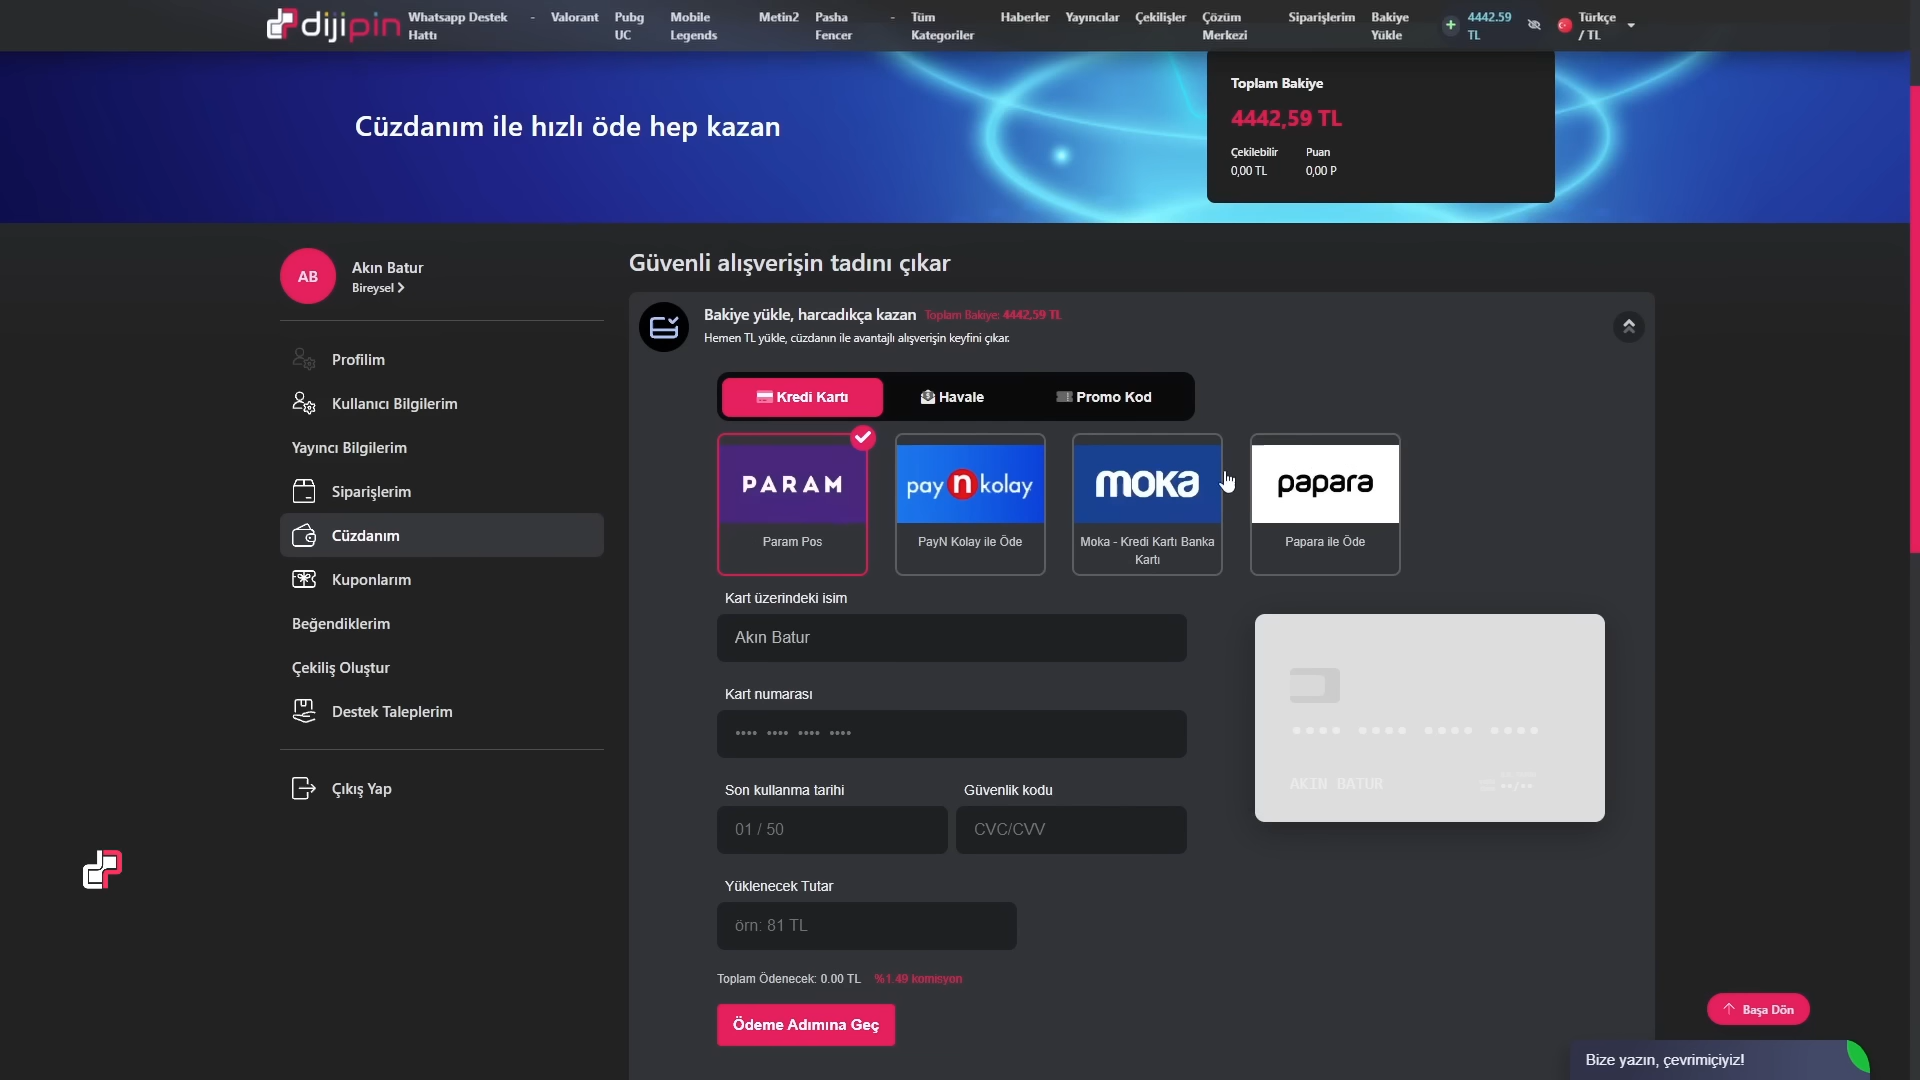 dijipin
Whatsapp Destek Hattı
-
Valorant
Pubg UC
Mobile Legends
Metin2
Pasha Fencer
-
Tüm Kategoriler
Haberler
Yayıncılar
Çekilişler
Çözüm Merkezi
Siparişlerim
Bakiye Yükle
+ 4442.59 TL
Türkçe / TL
Cüzdanım ile hızlı öde hep kazan
Toplam Bakiye
4442,59 TL
Çekilebilir Puan
0,00 TL 0,00 P
AB
Akın Batur
Bireysel
Profilim
Kullanıcı Bilgilerim
Yayıncı Bilgilerim
Siparişlerim
Cüzdanım
Kuponlarım
Beğendiklerim
Çekiliş Oluştur
Destek Taleplerim
Çıkış Yap
Güvenli alışverişin tadını çıkar
Bakiye yükle, harcadıkça kazan Toplam Bakiye: 4442,59 TL
Hemen TL yükle, cüzdanın ile avantajlı alışverişin keyfini çıkar.
Kredi Kartı
Havale
Promo Kod
PARAM
Param Pos
pay n kolay
PayN Kolay ile Öde
moka
Moka - Kredi Kartı Banka
Kartı
papara
Papara ile Öde
Kart üzerindeki isim
Akın Batur
Kart numarası
•••• •••• •••• ••••
Son kullanma tarihi
01 / 50
Güvenlik kodu
CVC/CVV
Yüklenecek Tutar
örn: 81 TL
Toplam Ödenecek: 0.00 TL %1.49 komisyon
Ödeme Adımına Geç
•••• •••• •••• ••••
AKIN BATUR
••/••
Başa Dön
Bize yazın, çevrimiçiyiz!